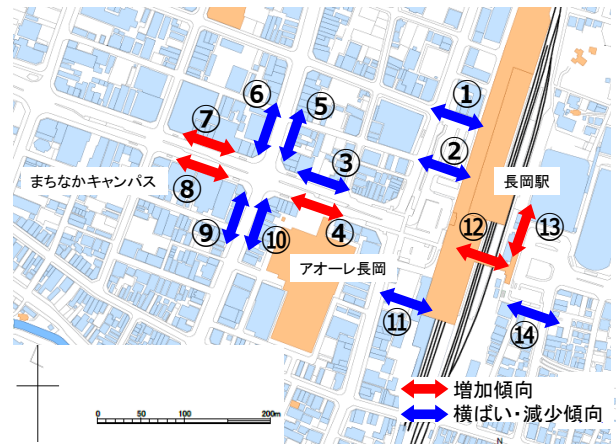 ①
⑥
⑤
⑦
②
③
まちなかキャンパス
長岡駅
⑧
⑫
⑬
⑨
⑩
④
アオーレ長岡
⑪
⑭
増加傾向
横ばい・減少傾向
0 50 100 200m
N